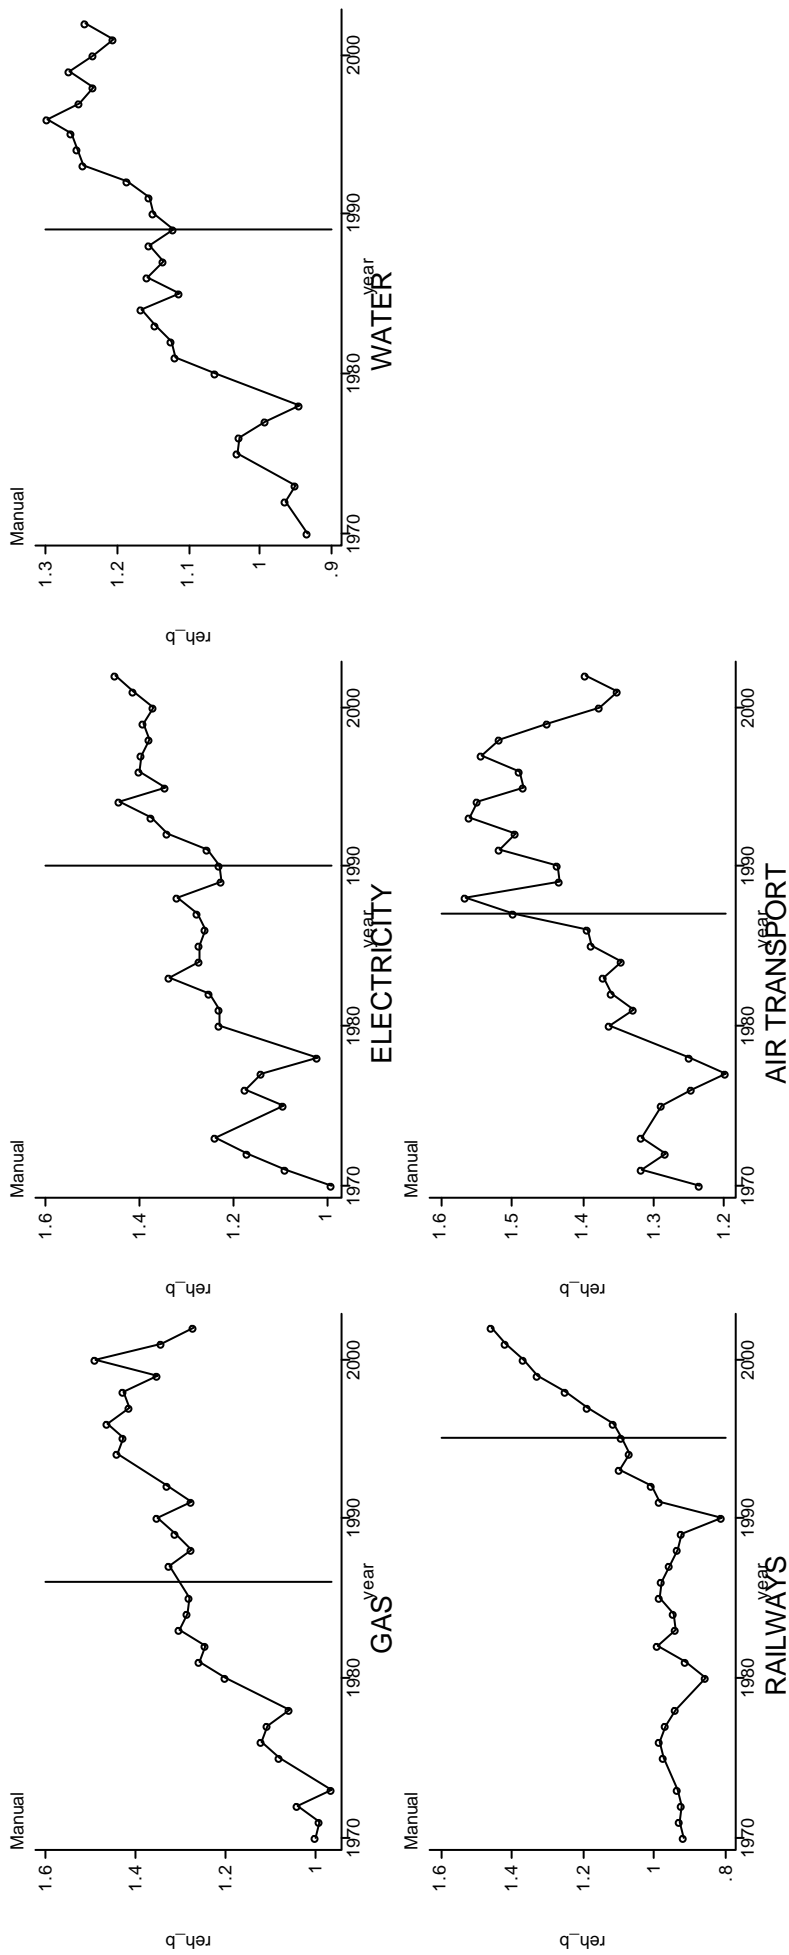 Manual
reh_b
1.6
1.4
1.2
1
1970
1980
1990
2000
year
GAS
Manual
reh_b
1.6
1.4
1.2
1
1970
1980
1990
2000
year
ELECTRICITY
Manual
reh_b
1.3
1.2
1.1
1
.9
1970
1980
1990
2000
year
WATER
Manual
reh_b
1.6
1.4
1.2
1
.8
1970
1980
1990
2000
year
RAILWAYS
Manual
reh_b
1.6
1.5
1.4
1.3
1.2
1970
1980
1990
2000
year
AIR TRANSPORT